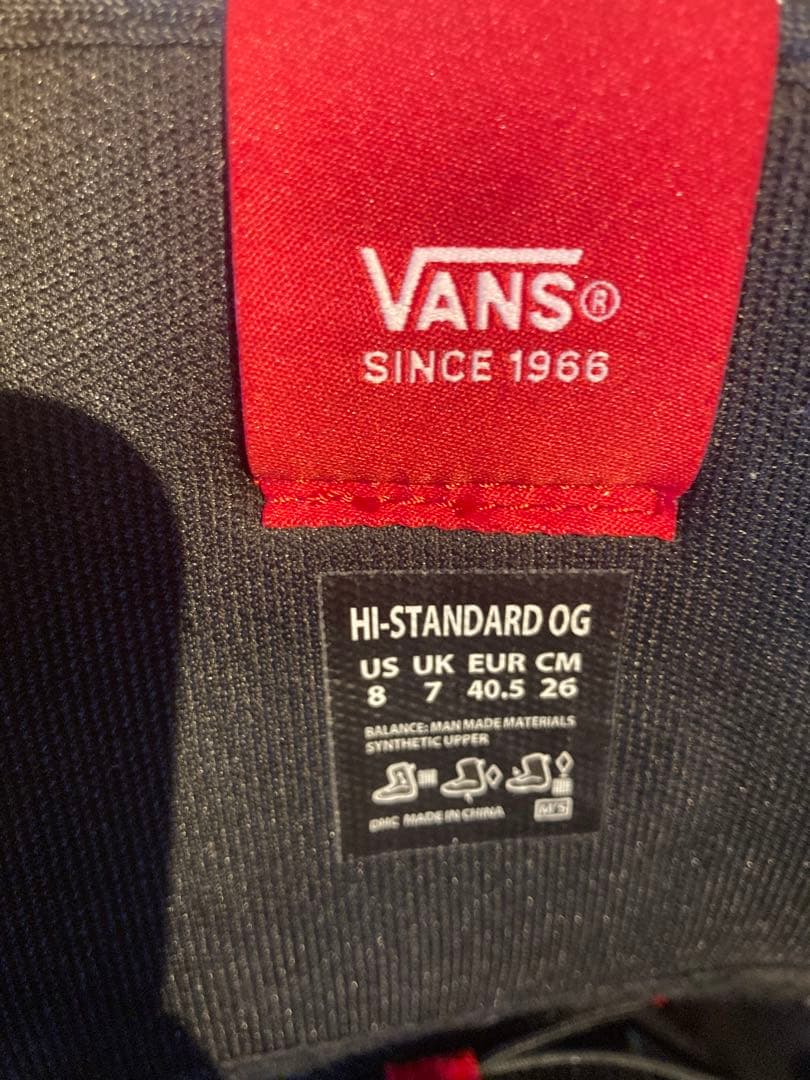 VANS®
SINCE 1966
HI-STANDARD OG
US UK EUR CM
8 7 40.5 26
BALANCE: MAN MADE MATERIALS
SYNTHETIC UPPER
DHC MADE IN CHINA M/S